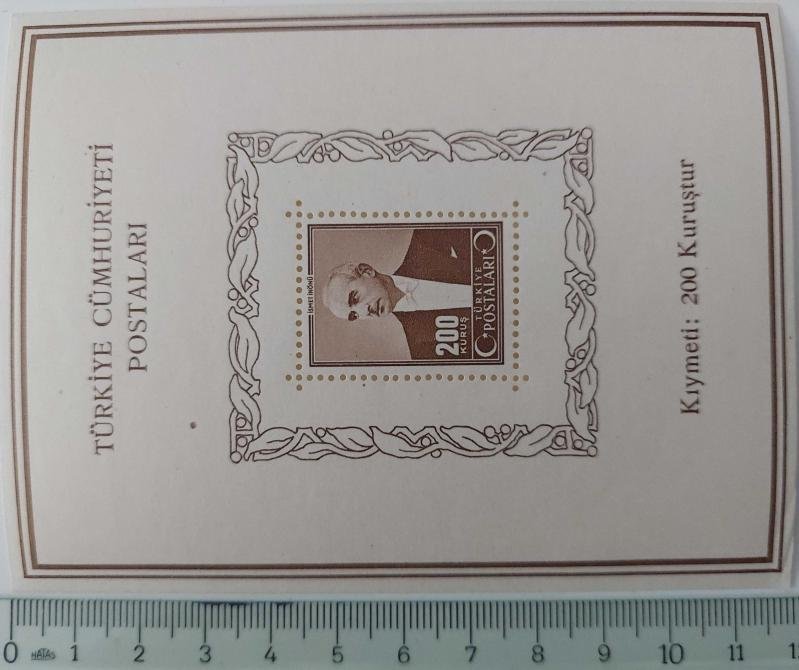 TÜRKİYE CÜMHURİYETİ
POSTALARI
İSMET İNÖNÜ
200
KURUŞ
TÜRKİYE
POSTALARI
Kıymeti: 200 Kuruştur
0 1 2 3 4 5 6 7 8 9 10 11
HATAS